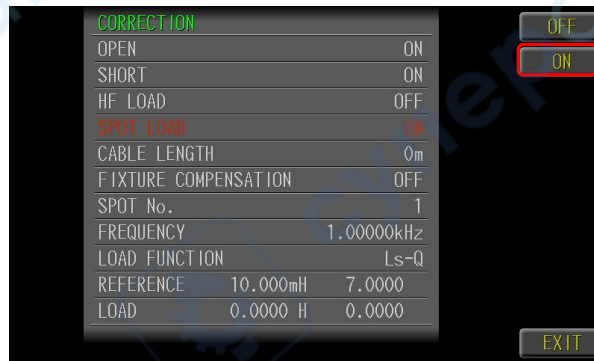 CORRECTION
OPEN ON
SHORT ON
HF LOAD OFF
SPOT LOAD ON
CABLE LENGTH 0m
FIXTURE COMPENSATION OFF
SPOT No. 1
FREQUENCY 1.00000kHz
LOAD FUNCTION Ls-Q
REFERENCE 10.000mH 7.0000
LOAD 0.0000 H 0.0000
OFF
ON
EXIT